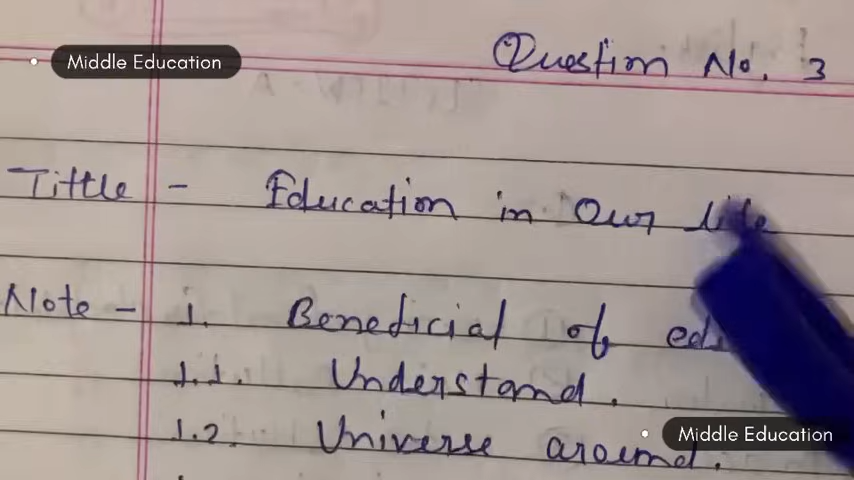 Middle Education
Question No. 3
Tittle - Education in Our life
Note - 1. Benedicial of
1.1. Understand.
1.2. Universe around.
Middle Education